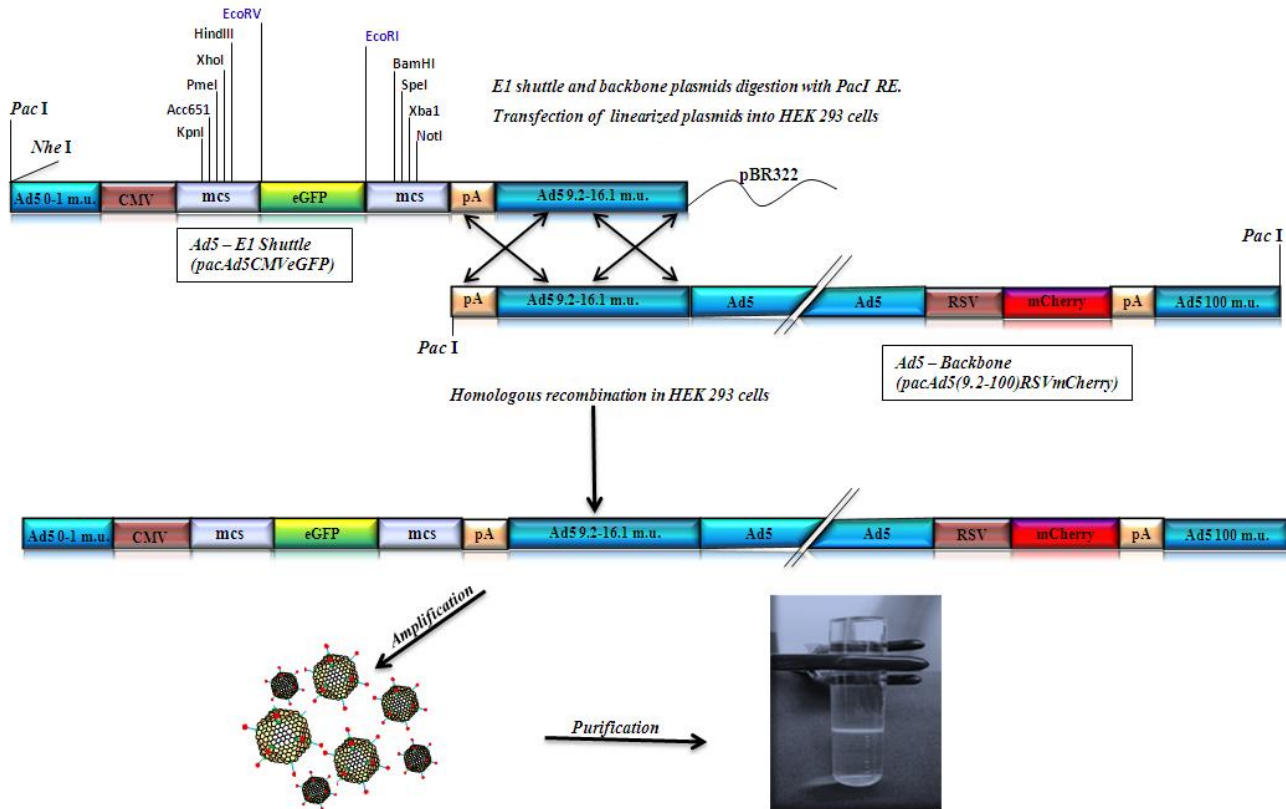 EcoRV
HindIII
EcoRI
XhoI
BamHI
PmeI
SpeI
Pac I
Acc651
Xba1
Nhe I
KpnI
NotI
E1 shuttle and backbone plasmids digestion with PacI RE.
Transfection of linearized plasmids into HEK 293 cells
pBR322
Ad5 0-1 m.u. CMV mcs eGFP mcs pA Ad5 9.2-16.1 m.u.
Ad5 – E1 Shuttle
(pacAd5CMVeGFP)
Pac I
pA Ad5 9.2-16.1 m.u. Ad5 Ad5 RSV mCherry pA Ad5 100 m.u.
Pac I
Ad5 – Backbone
(pacAd5(9.2-100)RSVmCherry)
Homologous recombination in HEK 293 cells
Ad5 0-1 m.u. CMV mcs eGFP mcs pA Ad5 9.2-16.1 m.u. Ad5 Ad5 RSV mCherry pA Ad5 100 m.u.
Amplification
Purification